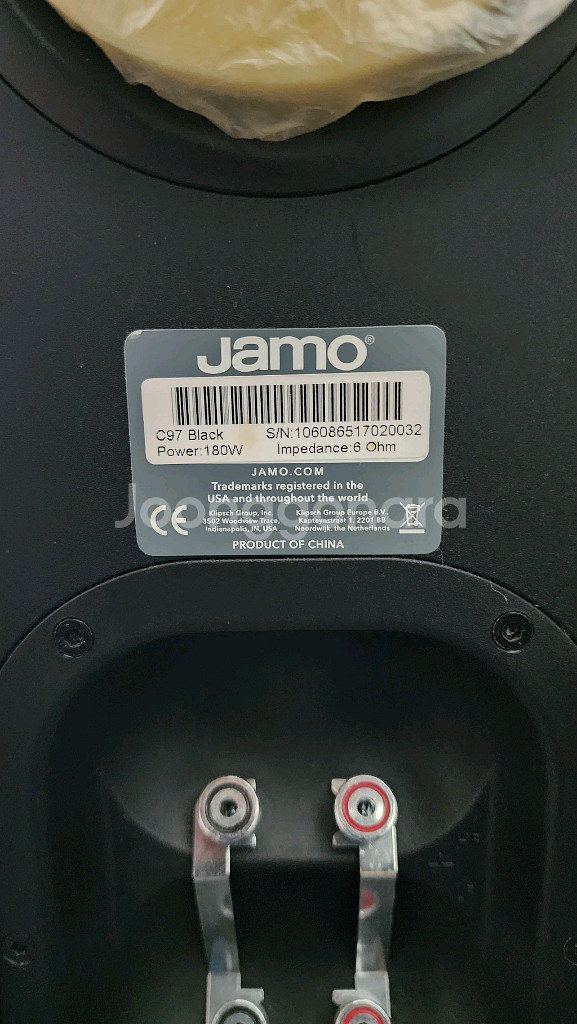 Jamo®
C97 Black S/N:106086517020032
Power:180W Impedance:6 Ohm
JAMO.COM
Trademarks registered in the
USA and throughout the world
Joonggonara
CE
Klipsch Group, Inc.
3502 Woodview Trace,
Indianapolis, IN, USA
Klipsch Group Europe B.V.,
Kapteynstraat 1, 2201 BB
Noordwijk, the Netherlands
PRODUCT OF CHINA